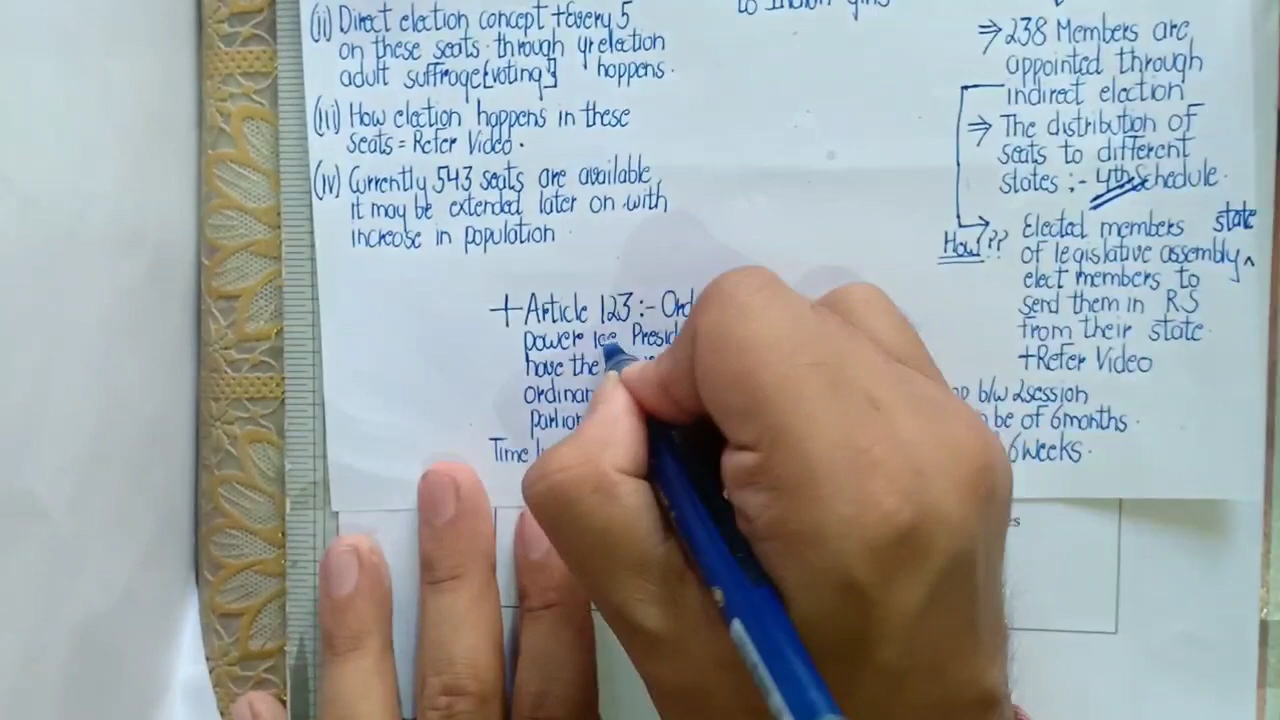 (ii) Direct election concept +Every 5
on these seats through yr election
adult suffrage[voting] happens.
(iii) How election happens in these
seats = Refer Video.
(iv) Currently 543 seats are available,
it may be extended later on with
increase in population
⇒ 238 Members are
appointed through
indirect election
⇒ The distribution of
seats to different
states :- 4th Schedule.
How?? Elected members
of legislative assembly ^ state
elect members to
send them in RS
from their state.
+Refer Video
+ Article 123 :-
power
have the
Time
b/w 2session
be of 6months.
6weeks.